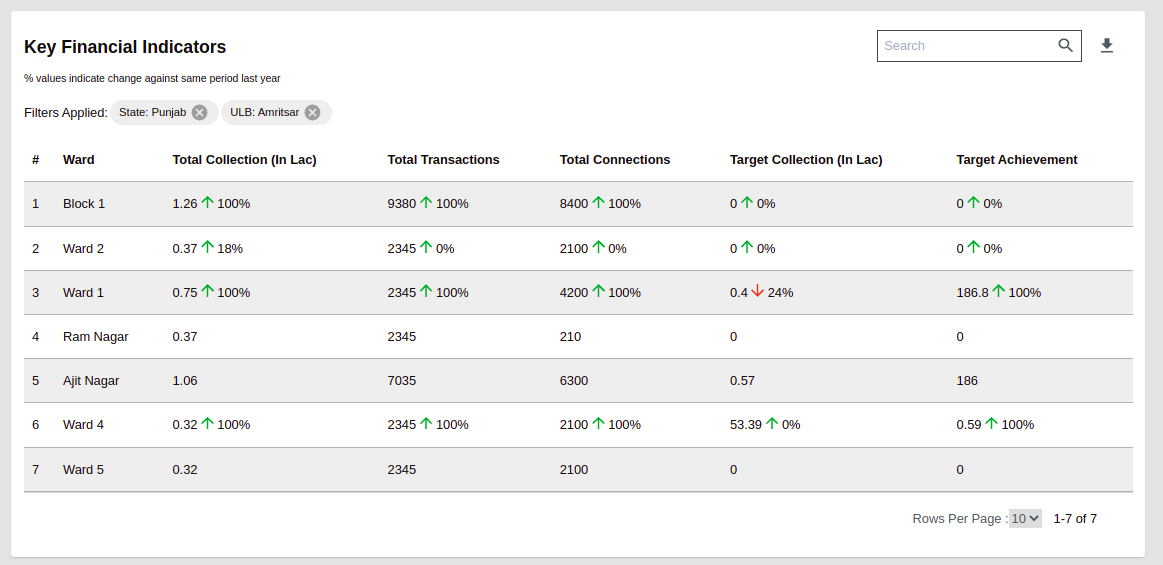 Key Financial Indicators
Search
% values indicate change against same period last year
Filters Applied: State: Punjab ULB: Amritsar
# Ward Total Collection (In Lac) Total Transactions Total Connections Target Collection (In Lac) Target Achievement
1 Block 1 1.26 ↑ 100% 9380 ↑ 100% 8400 ↑ 100% 0 ↑ 0% 0 ↑ 0%
2 Ward 2 0.37 ↑ 18% 2345 ↑ 0% 2100 ↑ 0% 0 ↑ 0% 0 ↑ 0%
3 Ward 1 0.75 ↑ 100% 2345 ↑ 100% 4200 ↑ 100% 0.4 ↓ 24% 186.8 ↑ 100%
4 Ram Nagar 0.37 2345 210 0 0
5 Ajit Nagar 1.06 7035 6300 0.57 186
6 Ward 4 0.32 ↑ 100% 2345 ↑ 100% 2100 ↑ 100% 53.39 ↑ 0% 0.59 ↑ 100%
7 Ward 5 0.32 2345 2100 0 0
Rows Per Page : 10 1-7 of 7